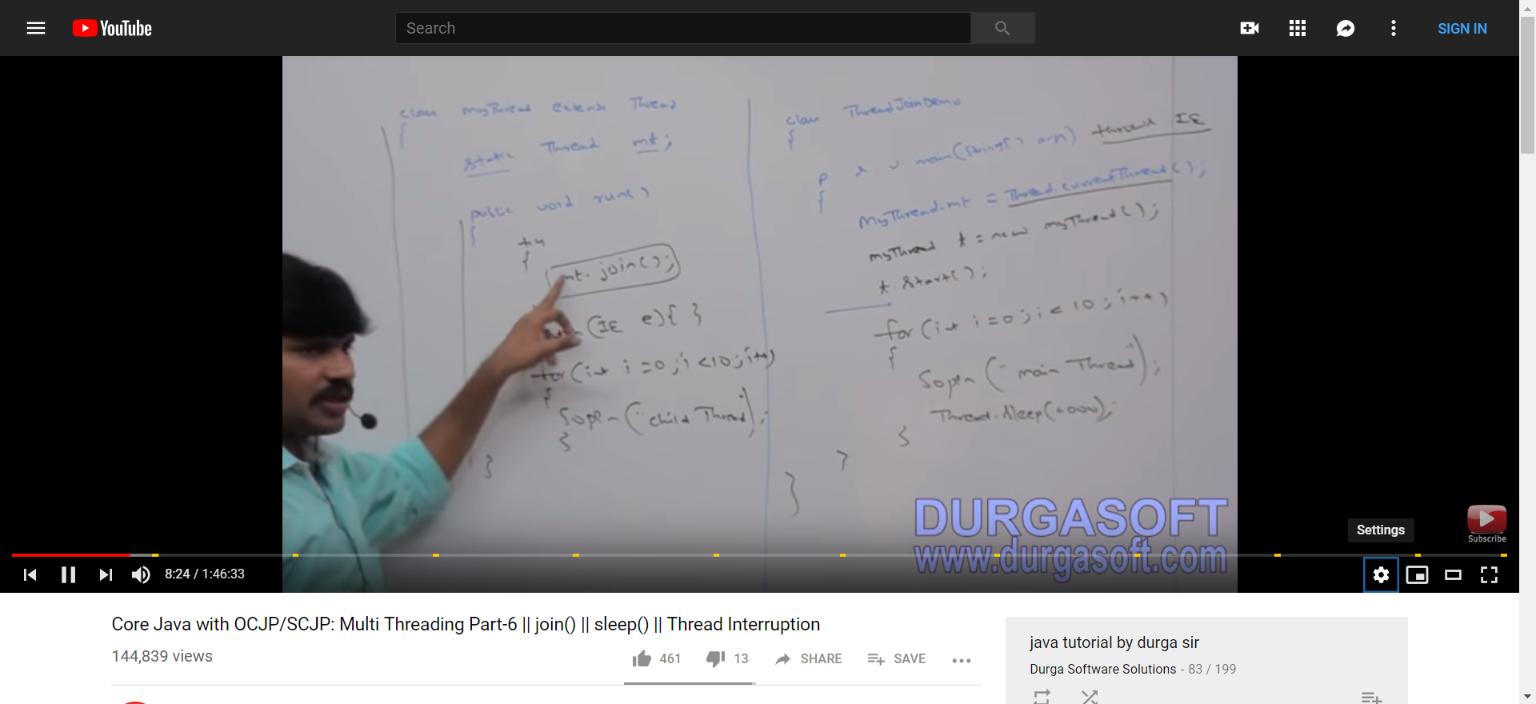 YouTube
Search
SIGN IN
class myThread extends Thread
{
static Thread mt;
public void run()
{
try
{
mt.join();
(IE e){ }
for(int i=0;i<10;i++)
{
Sopln("child Thread");
}
}
class ThreadJoinDemo
{
p s v main(String[] args) throws IE
{
MyThread.mt = Thread.currentThread();
myThread t = new myThread();
t.start();
for(int i=0;i<10;i++)
{
Sopln("main Thread");
Thread.sleep(2000);
}
}
}
DURGASOFT
www.durgasoft.com
Settings
Subscribe
8:24 / 1:46:33
Core Java with OCJP/SCJP: Multi Threading Part-6 || join() || sleep() || Thread Interruption
144,839 views
461
13
SHARE
SAVE
java tutorial by durga sir
Durga Software Solutions - 83 / 199